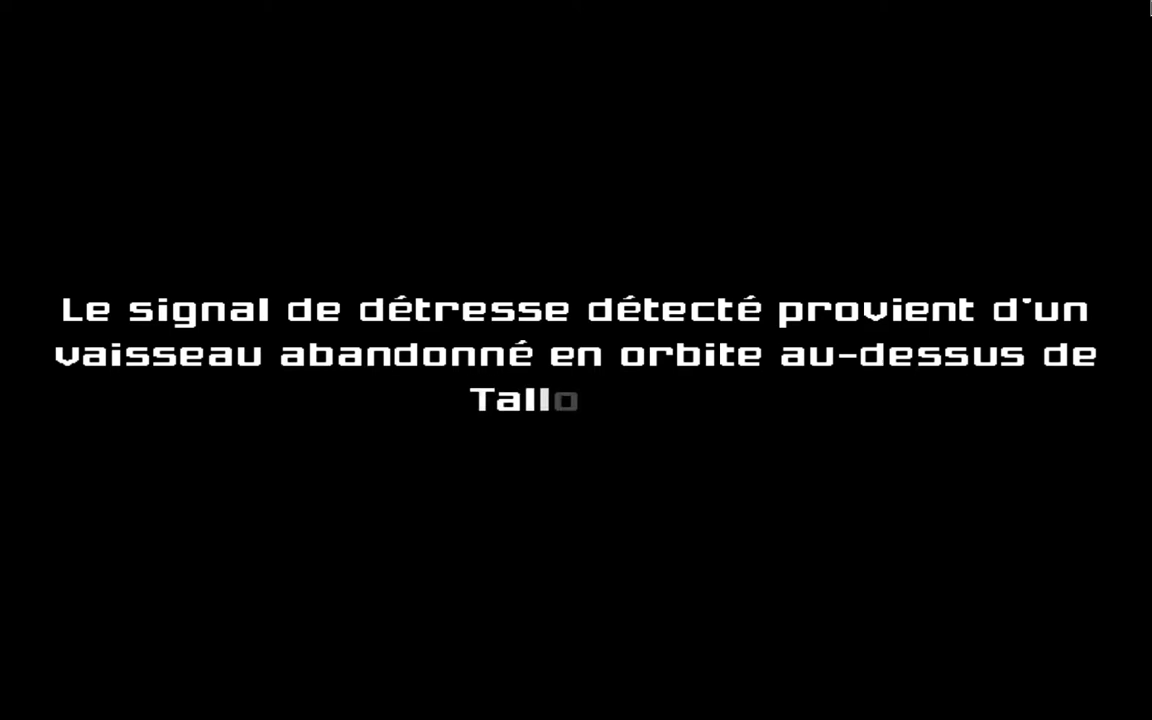 Le signal de détresse détecté provient d'un
vaisseau abandonné en orbite au-dessus de
Tallo